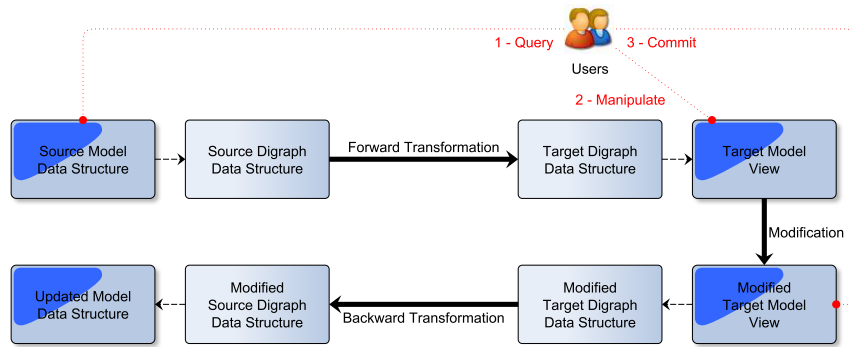 1 - Query
3 - Commit
Users
2 - Manipulate
Source Model
Data Structure
Source Digraph
Data Structure
Forward Transformation
Target Digraph
Data Structure
Target Model
View
Modification
Updated Model
Data Structure
Modified
Source Digraph
Data Structure
Backward Transformation
Modified
Target Digraph
Data Structure
Modified
Target Model
View